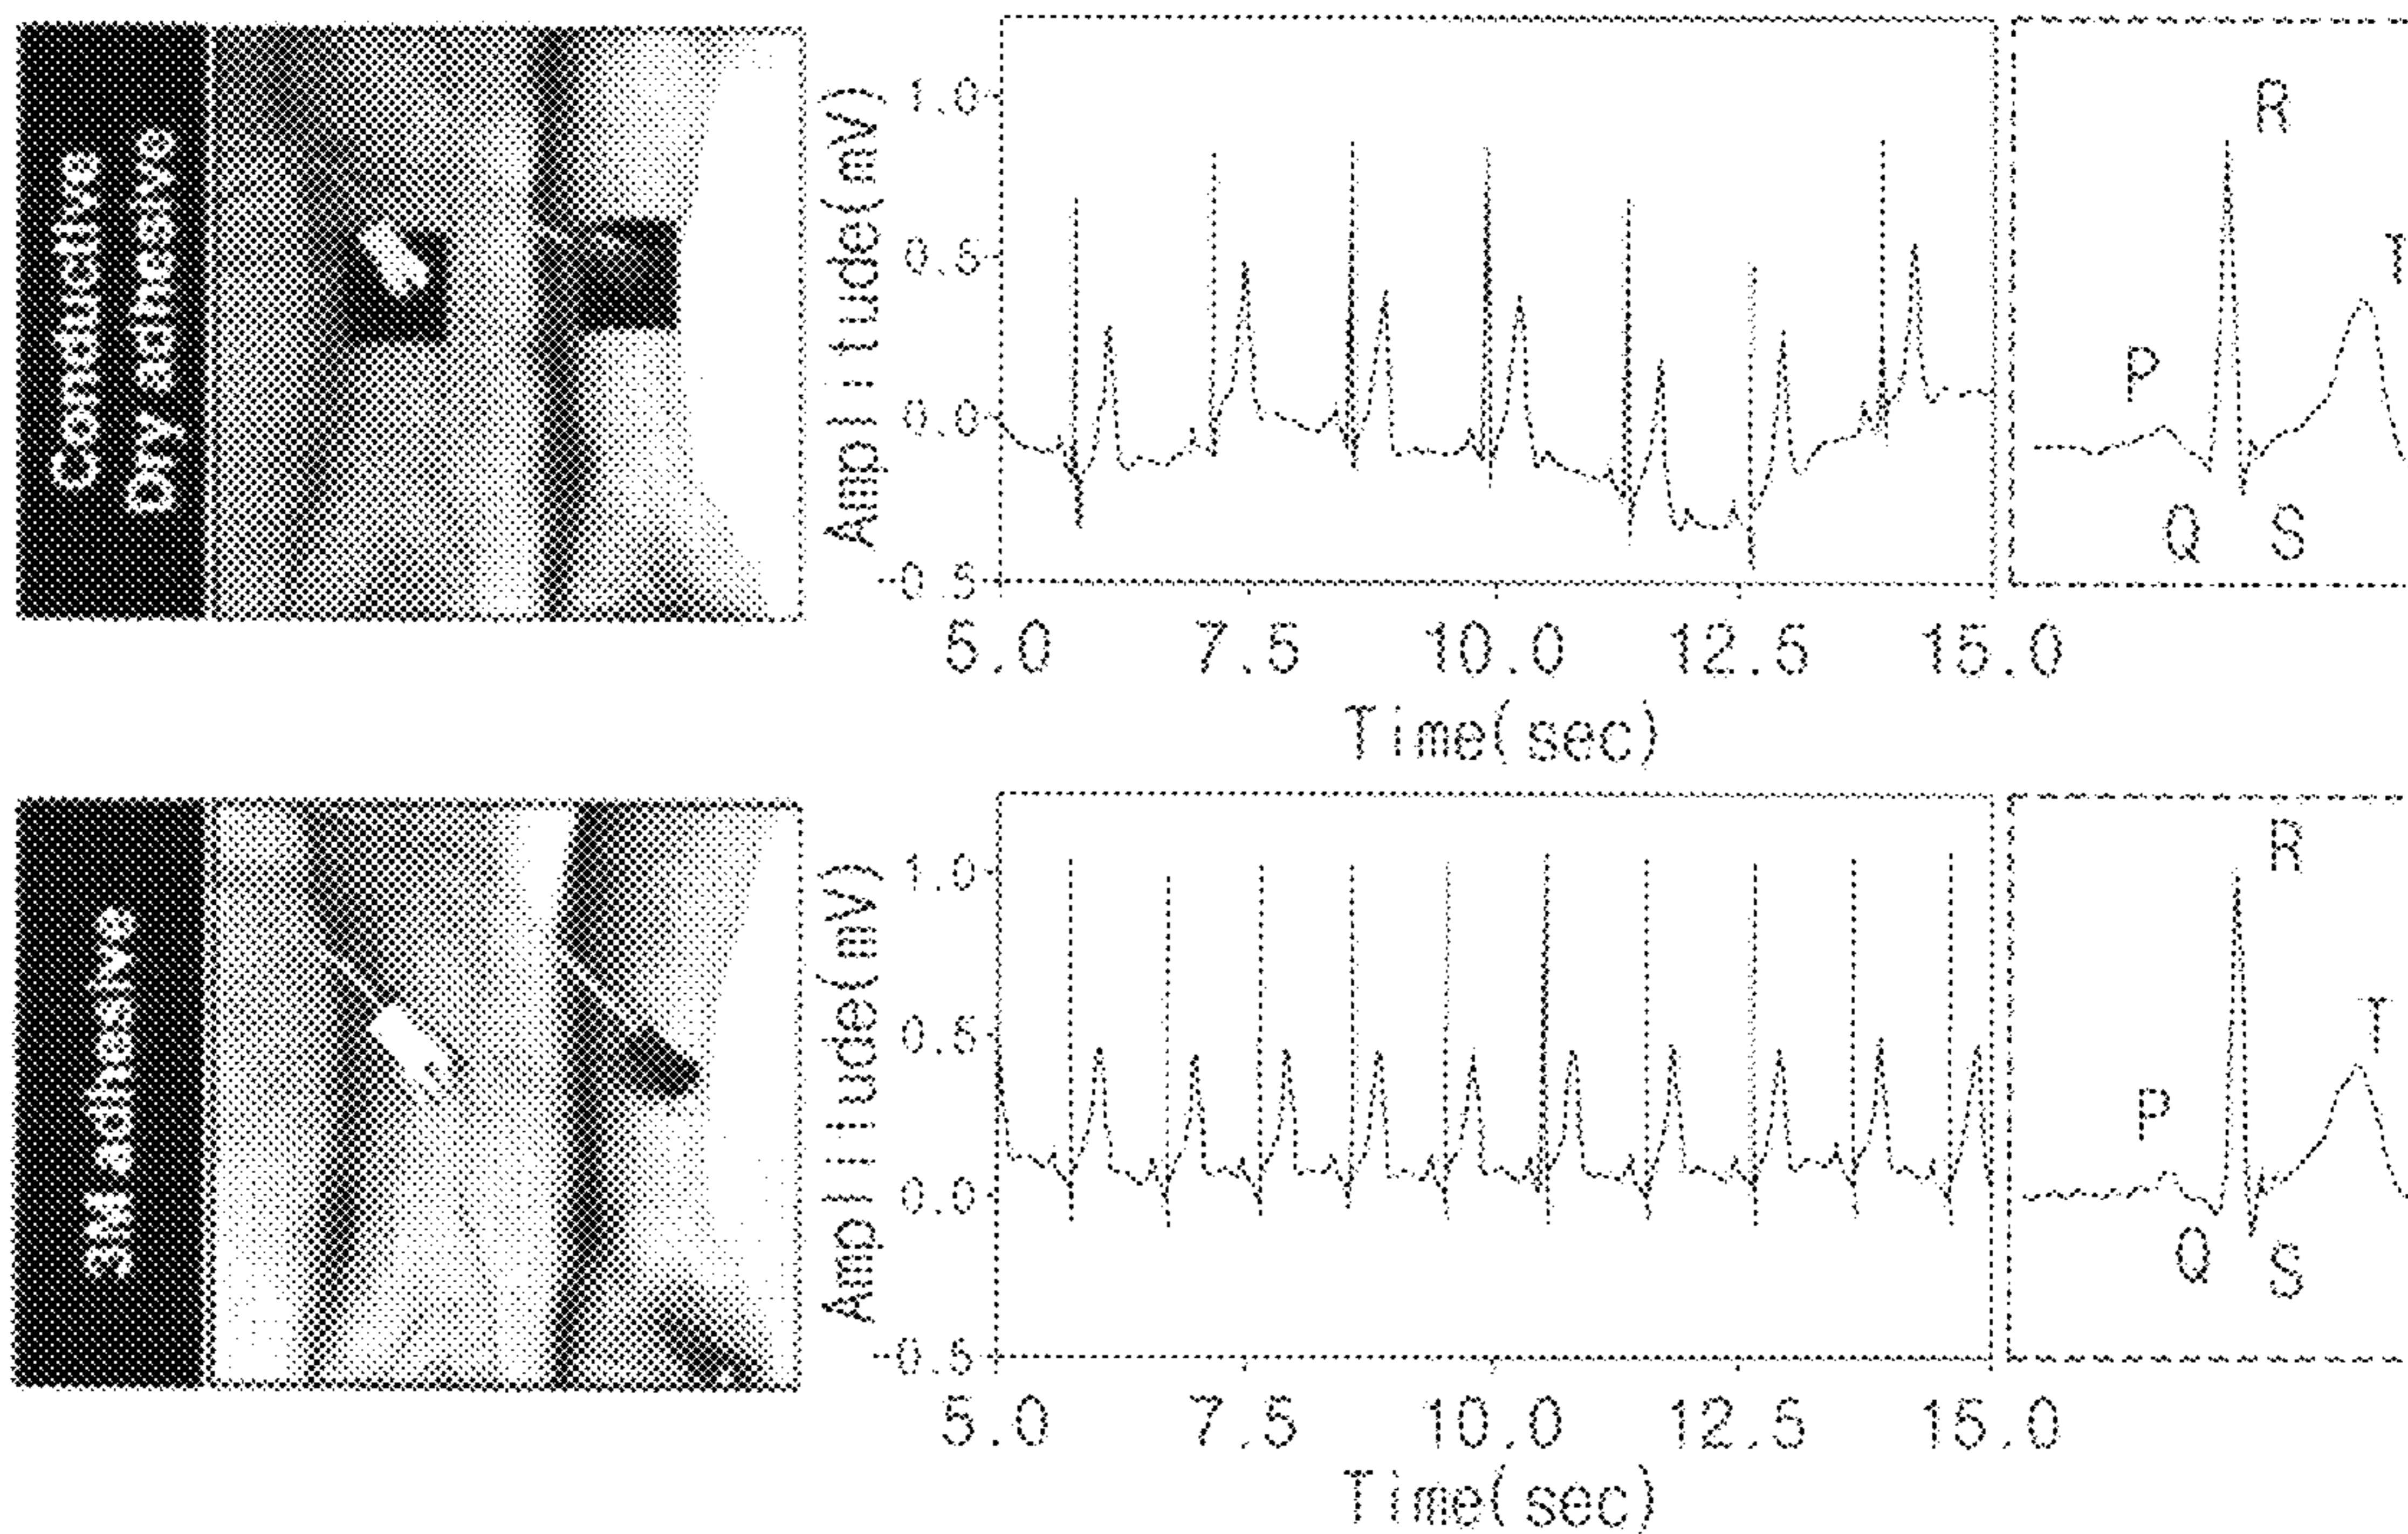 Conductive
Dry adhesive
Amplitude(mV)
1.0
0.5
0.0
-0.5
5.0 7.5 10.0 12.5 15.0
Time(sec)
R
T
P
Q S
3M adhesive
Amplitude(mV)
1.0
0.5
0.0
-0.5
5.0 7.5 10.0 12.5 15.0
Time(sec)
R
T
P
Q S